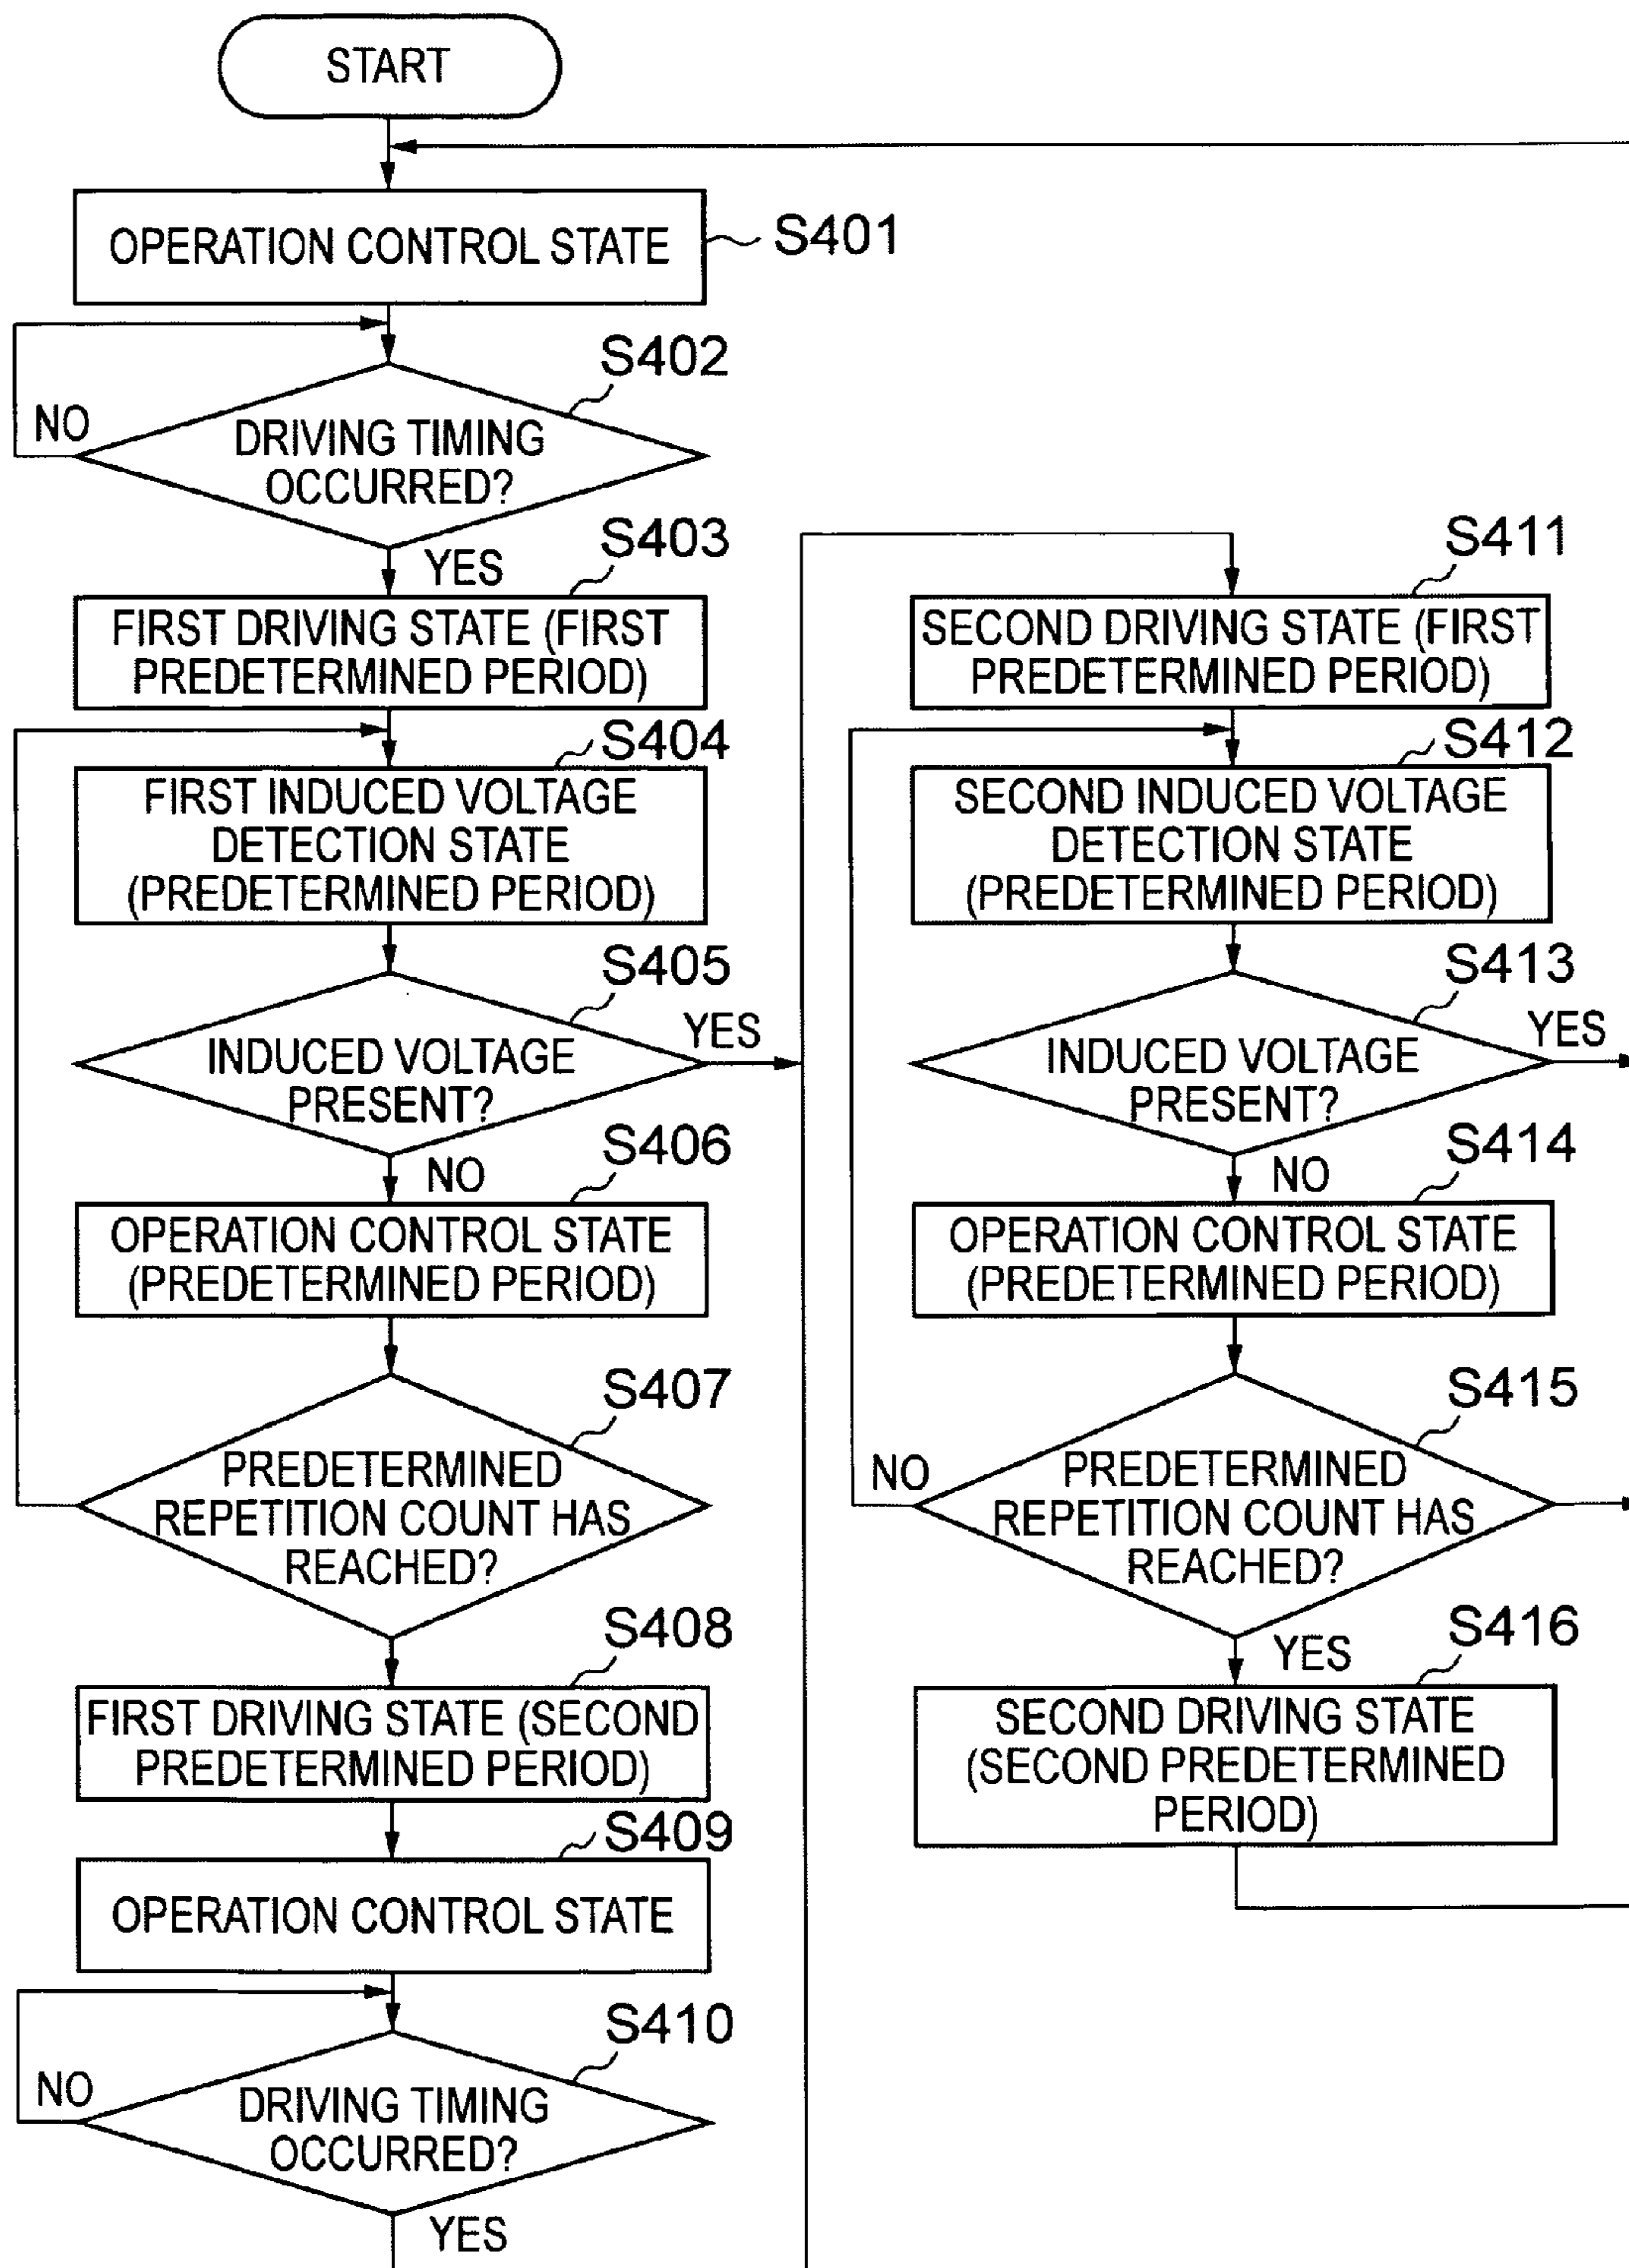 START
OPERATION CONTROL STATE
S401
S402
NO
DRIVING TIMING
OCCURRED?
YES
S403
FIRST DRIVING STATE (FIRST
PREDETERMINED PERIOD)
S404
FIRST INDUCED VOLTAGE
DETECTION STATE
(PREDETERMINED PERIOD)
S405
INDUCED VOLTAGE
PRESENT?
YES
NO
S406
OPERATION CONTROL STATE
(PREDETERMINED PERIOD)
S407
PREDETERMINED
REPETITION COUNT HAS
REACHED?
S408
FIRST DRIVING STATE (SECOND
PREDETERMINED PERIOD)
S409
OPERATION CONTROL STATE
S410
NO
DRIVING TIMING
OCCURRED?
YES
S411
SECOND DRIVING STATE (FIRST
PREDETERMINED PERIOD)
S412
SECOND INDUCED VOLTAGE
DETECTION STATE
(PREDETERMINED PERIOD)
S413
INDUCED VOLTAGE
PRESENT?
YES
NO
S414
OPERATION CONTROL STATE
(PREDETERMINED PERIOD)
S415
NO
PREDETERMINED
REPETITION COUNT HAS
REACHED?
YES
S416
SECOND DRIVING STATE
(SECOND PREDETERMINED
PERIOD)